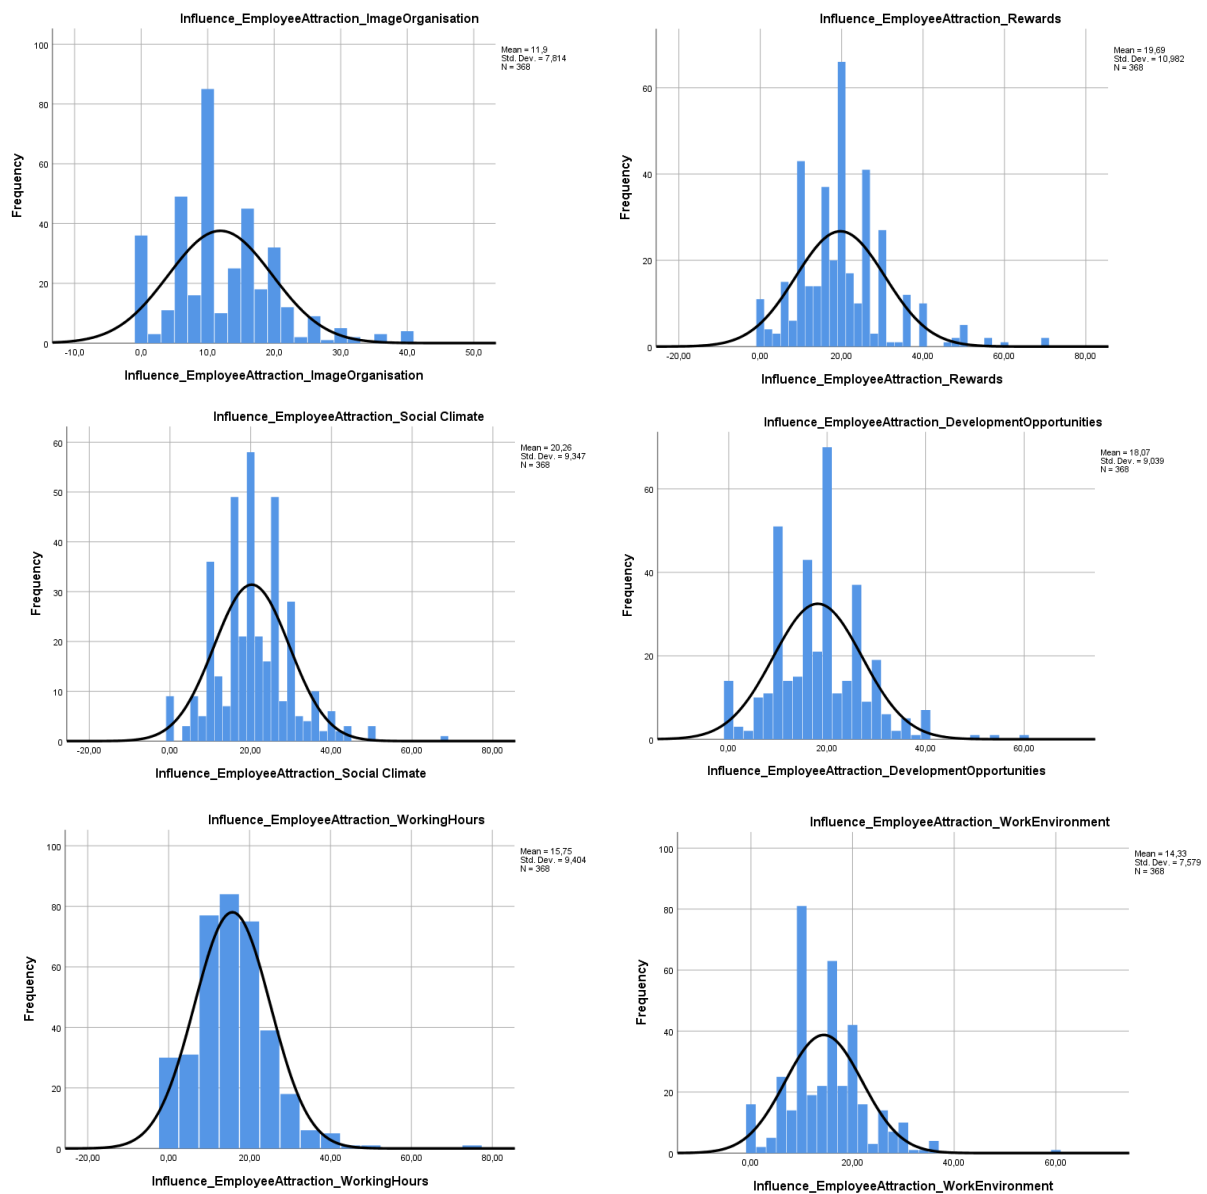 Influence_EmployeeAttraction_ImageOrganisation
Mean = 11,9
Std. Dev. = 7,814
N = 368
Frequency
100
80
60
40
20
0
-10,0 0,0 10,0 20,0 30,0 40,0 50,0
Influence_EmployeeAttraction_ImageOrganisation
Influence_EmployeeAttraction_Rewards
Mean = 19,69
Std. Dev. = 10,982
N = 368
Frequency
60
40
20
0
-20,00 0,00 20,00 40,00 60,00 80,00
Influence_EmployeeAttraction_Rewards
Influence_EmployeeAttraction_Social Climate
Mean = 20,26
Std. Dev. = 9,347
N = 368
Frequency
60
50
40
30
20
10
0
-20,00 0,00 20,00 40,00 60,00 80,00
Influence_EmployeeAttraction_Social Climate
Influence_EmployeeAttraction_DevelopmentOpportunities
Mean = 18,07
Std. Dev. = 9,039
N = 368
Frequency
60
40
20
0
0,00 20,00 40,00 60,00
Influence_EmployeeAttraction_DevelopmentOpportunities
Influence_EmployeeAttraction_WorkingHours
Mean = 15,75
Std. Dev. = 9,404
N = 368
Frequency
100
80
60
40
20
0
-20,00 0,00 20,00 40,00 60,00 80,00
Influence_EmployeeAttraction_WorkingHours
Influence_EmployeeAttraction_WorkEnvironment
Mean = 14,33
Std. Dev. = 7,579
N = 368
Frequency
100
80
60
40
20
0
0,00 20,00 40,00 60,00
Influence_EmployeeAttraction_WorkEnvironment